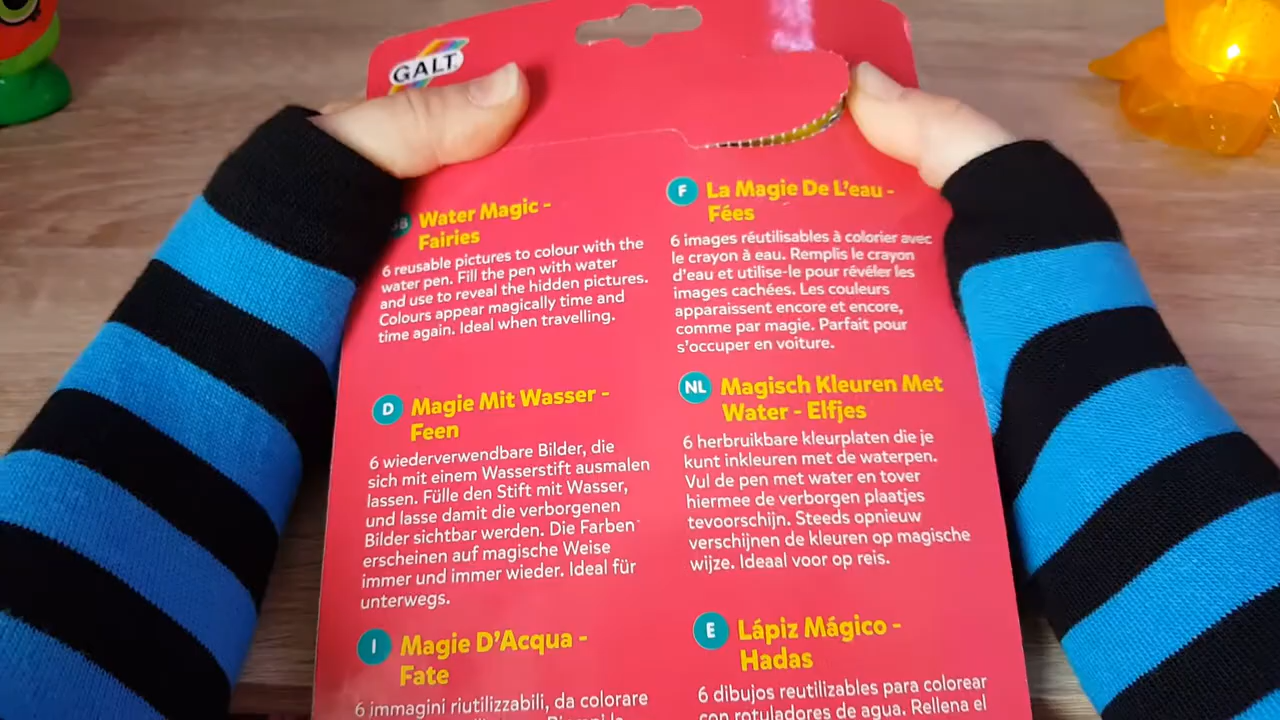 GALT
Water Magic -
Fairies
6 reusable pictures to colour with the
water pen. Fill the pen with water
and use to reveal the hidden pictures.
Colours appear magically time and
time again. Ideal when travelling.
F
La Magie De L'eau -
Fées
6 images réutilisables à colorier avec
le crayon à eau. Remplis le crayon
d'eau et utilise-le pour révéler les
images cachées. Les couleurs
apparaissent encore et encore,
comme par magie. Parfait pour
s'occuper en voiture.
D
Magie Mit Wasser -
Feen
6 wiederverwendbare Bilder, die
sich mit einem Wasserstift ausmalen
lassen. Fülle den Stift mit Wasser,
und lasse damit die verborgenen
Bilder sichtbar werden. Die Farben
erscheinen auf magische Weise
immer und immer wieder. Ideal für
unterwegs.
NL
Magisch Kleuren Met
Water - Elfjes
6 herbruikbare kleurplaten die je
kunt inkleuren met de waterpen.
Vul de pen met water en tover
hiermee de verborgen plaatjes
tevoorschijn. Steeds opnieuw
verschijnen de kleuren op magische
wijze. Ideaal voor op reis.
I
Magie D'Acqua -
Fate
6 immagini riutilizzabili, da colorare
E
Lápiz Mágico -
Hadas
6 dibujos reutilizables para colorear
con rotuladores de agua. Rellena el